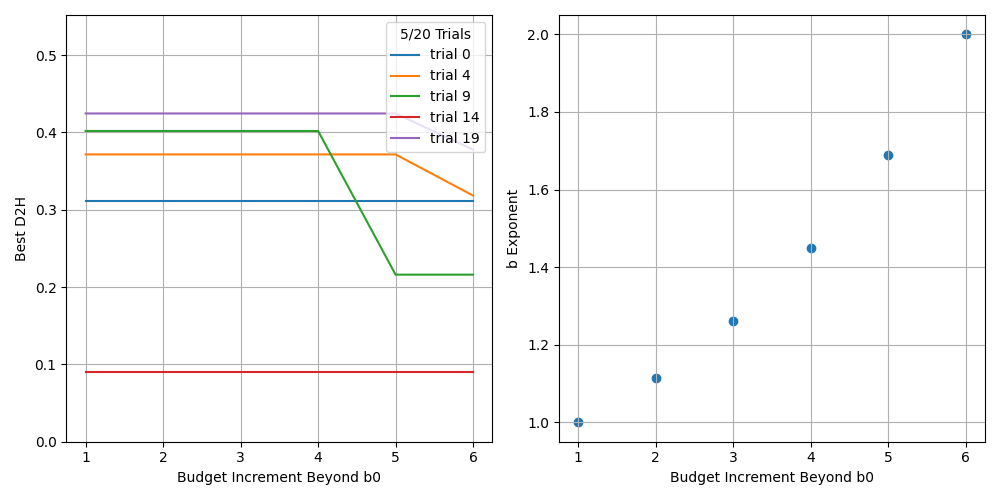 5/20 Trials
trial 0
trial 4
trial 9
trial 14
trial 19
Best D2H
0.5
0.4
0.3
0.2
0.1
0.0
1 2 3 4 5 6
Budget Increment Beyond b0
b Exponent
2.0
1.8
1.6
1.4
1.2
1.0
1 2 3 4 5 6
Budget Increment Beyond b0